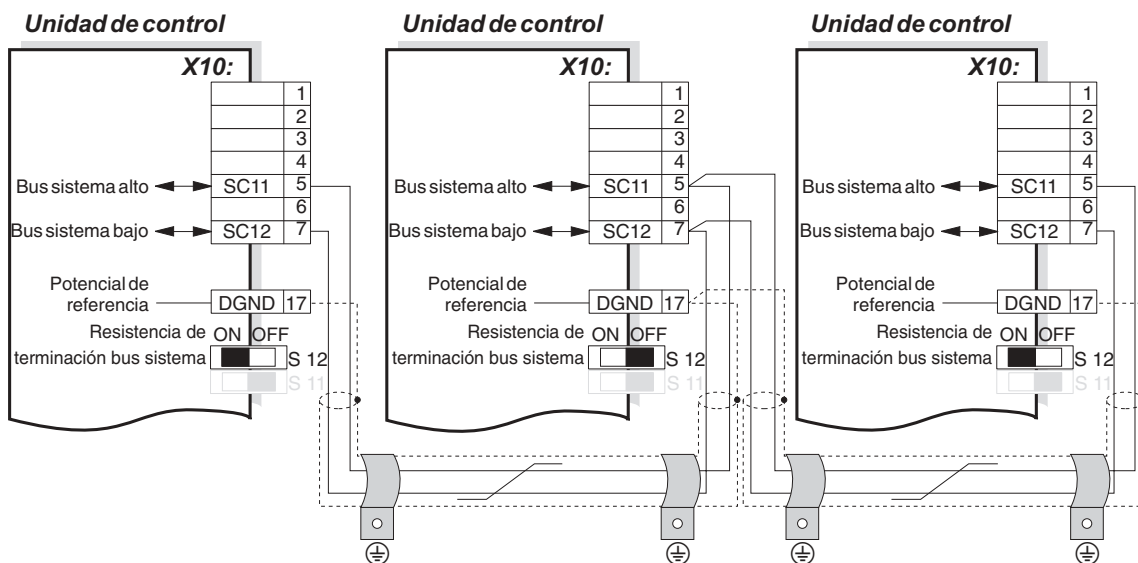 Unidad de control
X10:
1
2
3
4
Bus sistema alto SC11 5
6
Bus sistema bajo SC12 7
Potencial de
referencia DGND 17
Resistencia de ON OFF
terminación bus sistema S 12
S 11
Unidad de control
X10:
1
2
3
4
Bus sistema alto SC11 5
6
Bus sistema bajo SC12 7
Potencial de
referencia DGND 17
Resistencia de ON OFF
terminación bus sistema S 12
S 11
Unidad de control
X10:
1
2
3
4
Bus sistema alto SC11 5
6
Bus sistema bajo SC12 7
Potencial de
referencia DGND 17
Resistencia de ON OFF
terminación bus sistema S 12
S 11